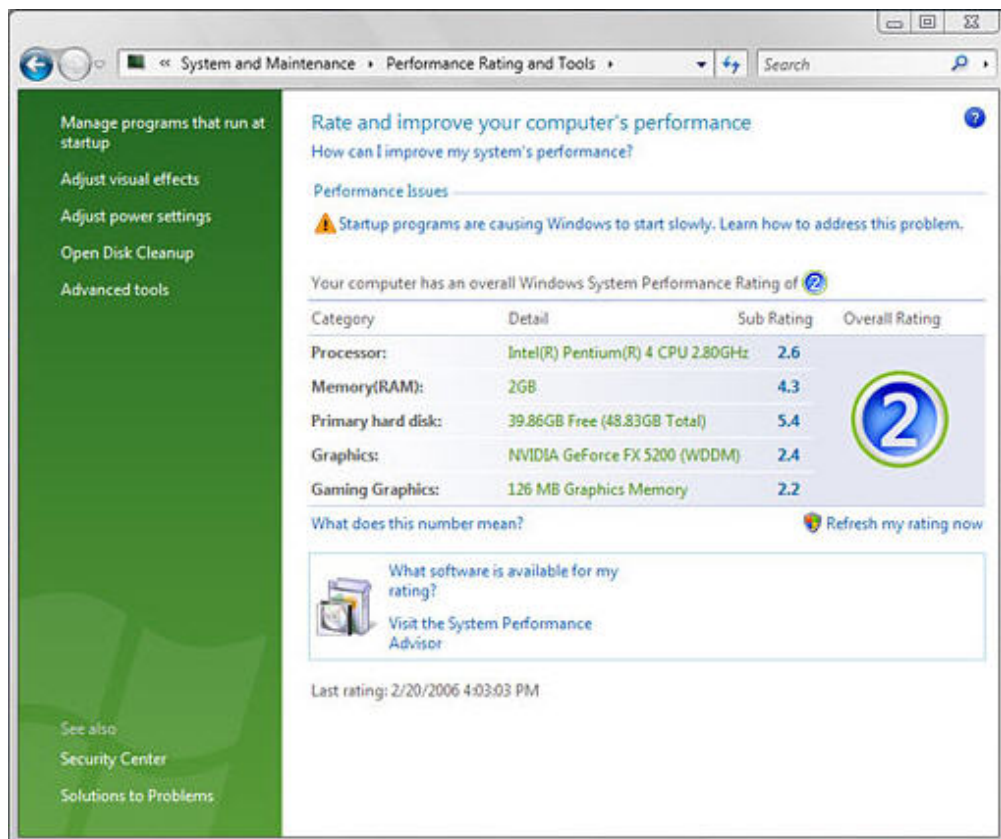 « System and Maintenance ▸ Performance Rating and Tools ▸ Search
Manage programs that run at
startup
Adjust visual effects
Adjust power settings
Open Disk Cleanup
Advanced tools
Rate and improve your computer's performance
How can I improve my system's performance?
Performance Issues
Startup programs are causing Windows to start slowly. Learn how to address this problem.
Your computer has an overall Windows System Performance Rating of 2
Category Detail Sub Rating Overall Rating
Processor: Intel(R) Pentium(R) 4 CPU 2.80GHz 2.6
Memory(RAM): 2GB 4.3
Primary hard disk: 39.86GB Free (48.83GB Total) 5.4
2
Graphics: NVIDIA GeForce FX 5200 (WDDM) 2.4
Gaming Graphics: 126 MB Graphics Memory 2.2
What does this number mean? Refresh my rating now
What software is available for my
rating?
Visit the System Performance
Advisor
Last rating: 2/20/2006 4:03:03 PM
See also
Security Center
Solutions to Problems